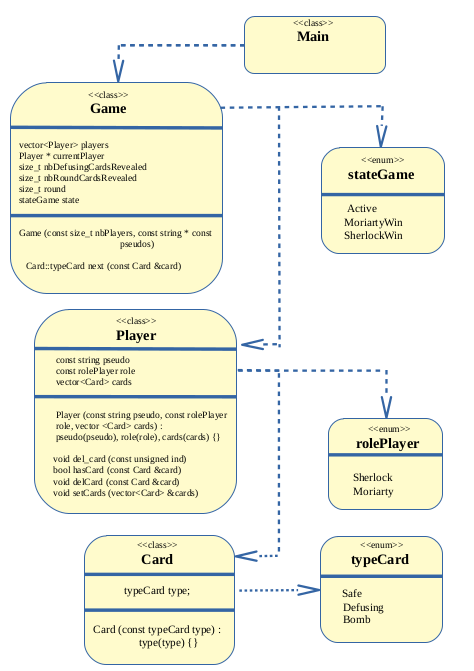 <<class>>
Main
<<class>>
Game
vector<Player> players
Player * currentPlayer
size_t nbDefusingCardsRevealed
size_t nbRoundCardsRevealed
size_t round
stateGame state
Game (const size_t nbPlayers, const string * const
pseudos)
Card::typeCard next (const Card &card)
<<enum>>
stateGame
Active
MoriartyWin
SherlockWin
<<class>>
Player
const string pseudo
const rolePlayer role
vector<Card> cards
Player (const string pseudo, const rolePlayer
role, vector <Card> cards) :
pseudo(pseudo), role(role), cards(cards) {}
void del_card (const unsigned ind)
bool hasCard (const Card &card)
void delCard (const Card &card)
void setCards (vector<Card> &cards)
<<enum>>
rolePlayer
Sherlock
Moriarty
<<class>>
Card
typeCard type;
Card (const typeCard type) :
type(type) {}
<<enum>>
typeCard
Safe
Defusing
Bomb